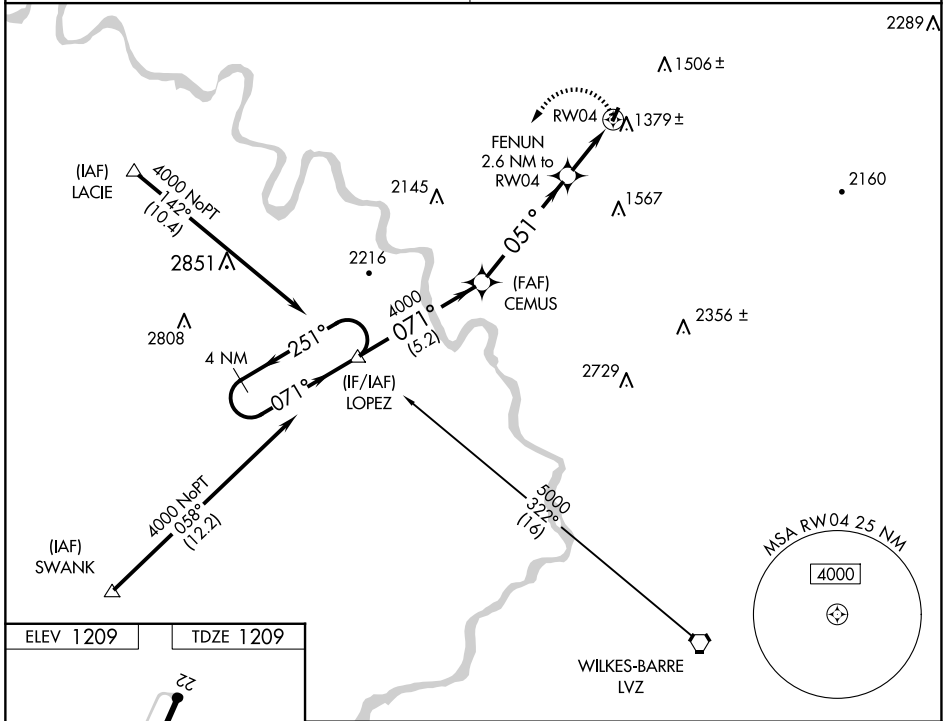 2289
1506 ±
RW04
1379 ±
FENUN
2.6 NM to
RW04
(IAF)
LACIE
4000 NoPT
142°
(10.4)
2145
1567
2160
051°
2851
2216
(FAF)
CEMUS
4000
071°
(5.2)
2808
4 NM
251°
071°
(IF/IAF)
LOPEZ
2356 ±
2729
4000 NoPT
058°
(12.2)
5000
322°
(16)
(IAF)
SWANK
MSA RW04 25 NM
4000
WILKES-BARRE
LVZ
ELEV 1209
TDZE 1209
22